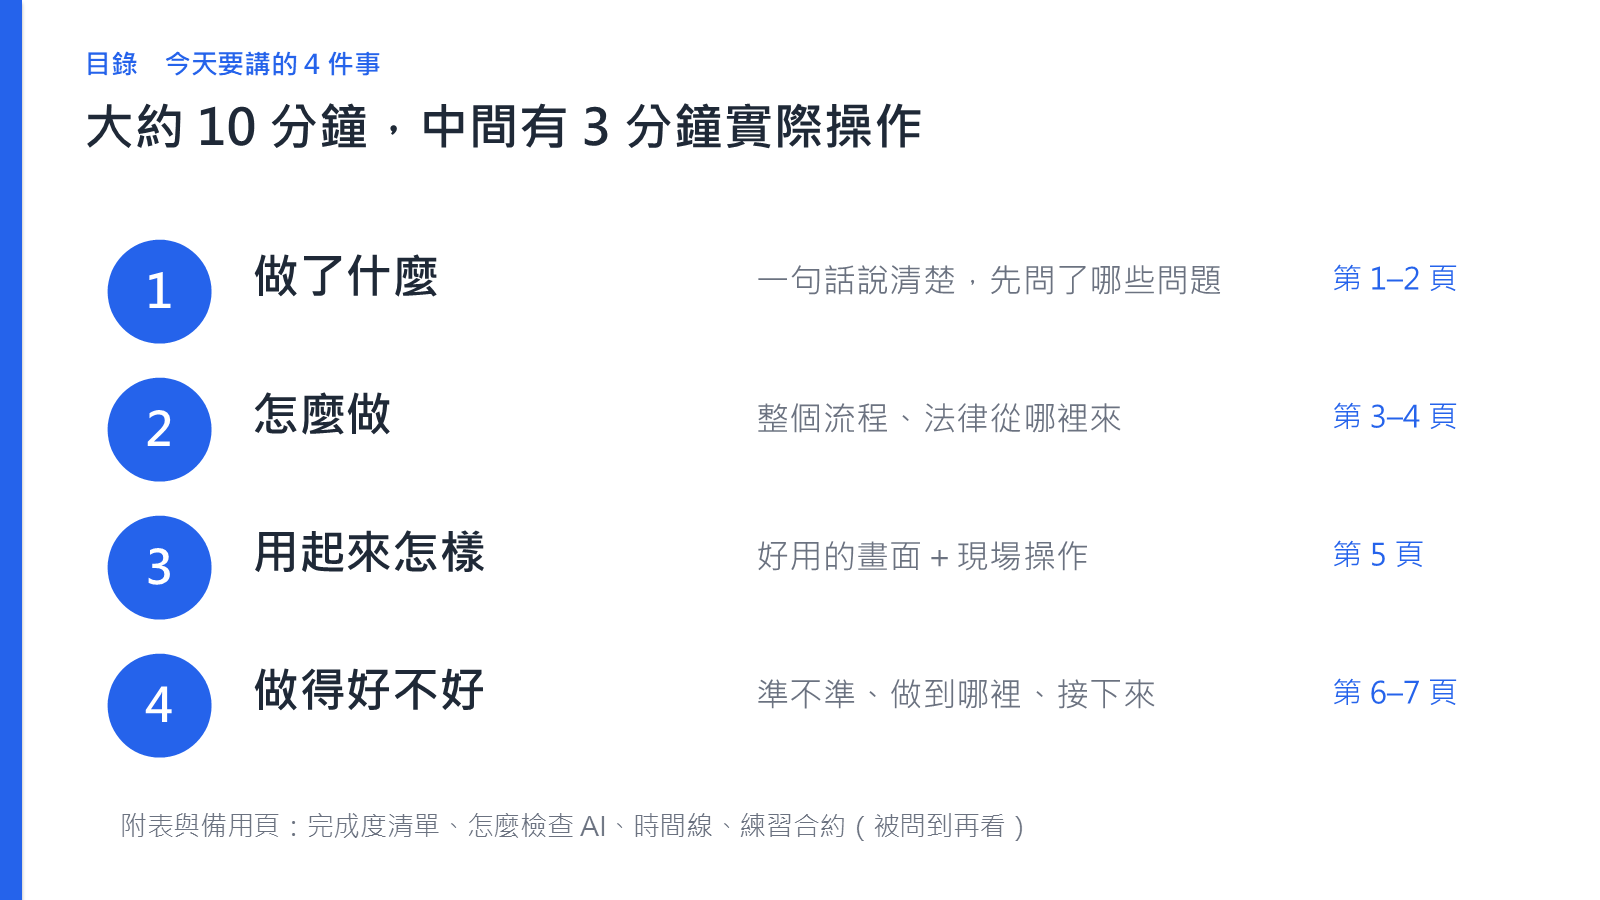 目錄　今天要講的 4 件事
大約 10 分鐘，中間有 3 分鐘實際操作
1 做了什麼 一句話說清楚，先問了哪些問題 第 1–2 頁
2 怎麼做 整個流程、法律從哪裡來 第 3–4 頁
3 用起來怎樣 好用的畫面 + 現場操作 第 5 頁
4 做得好不好 準不準、做到哪裡、接下來 第 6–7 頁
附表與備用頁：完成度清單、怎麼檢查 AI、時間線、練習合約（被問到再看）